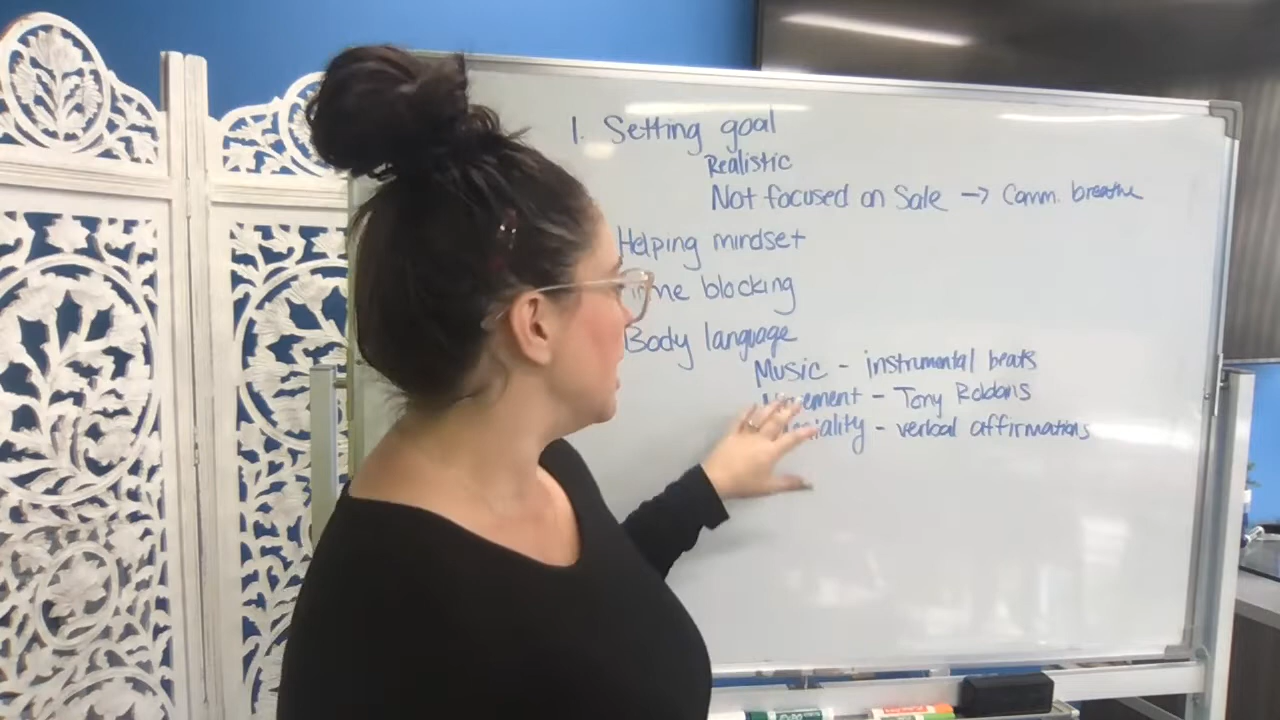 1. Setting goal
Realistic
Not focused on Sale → Comm. breathe
Helping mindset
blocking
Body language
Music - instrumental beats
- Tony Robbins
- verbal affirmations
EXPO